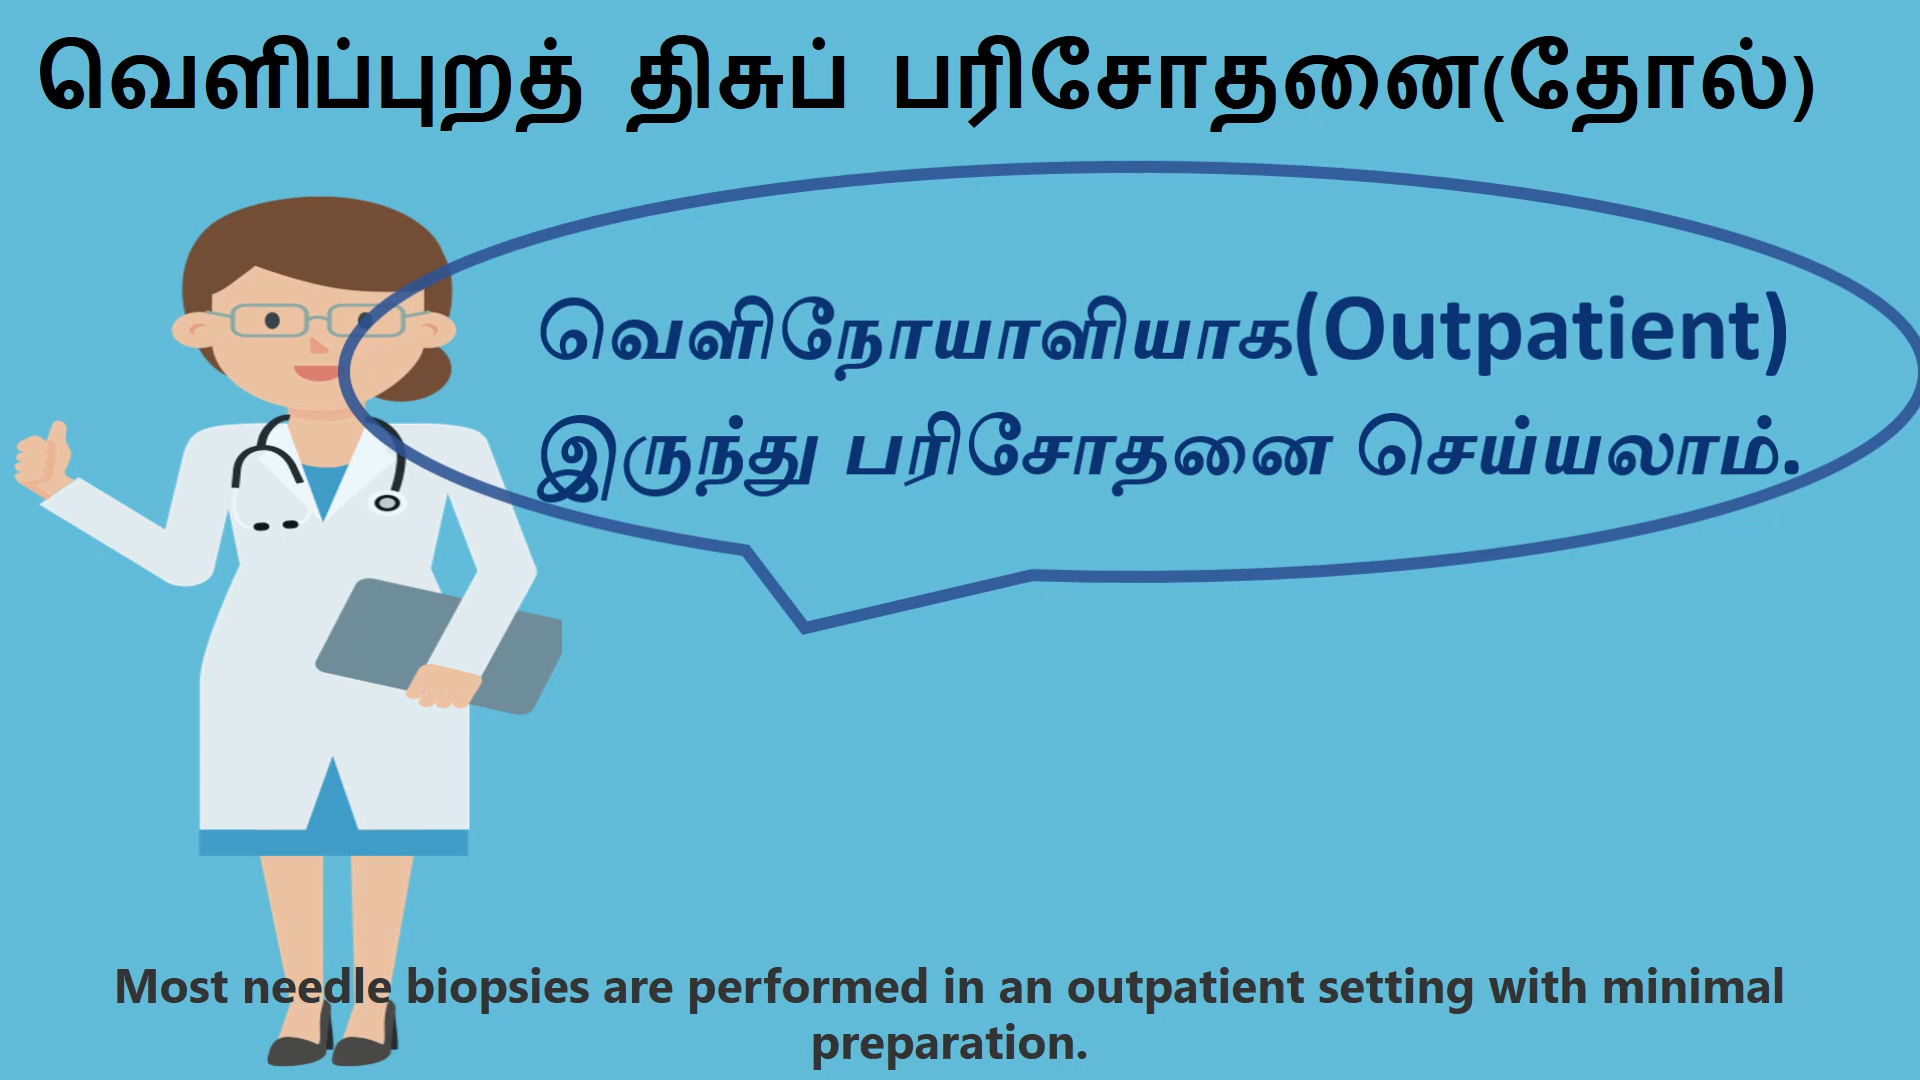 வெளிப்புறத் திசுப் பரிசோதனை(தோல்)
வெளிநோயாளியாக(Outpatient)
இருந்து பரிசோதனை செய்யலாம்.
Most needle biopsies are performed in an outpatient setting with minimal
preparation.